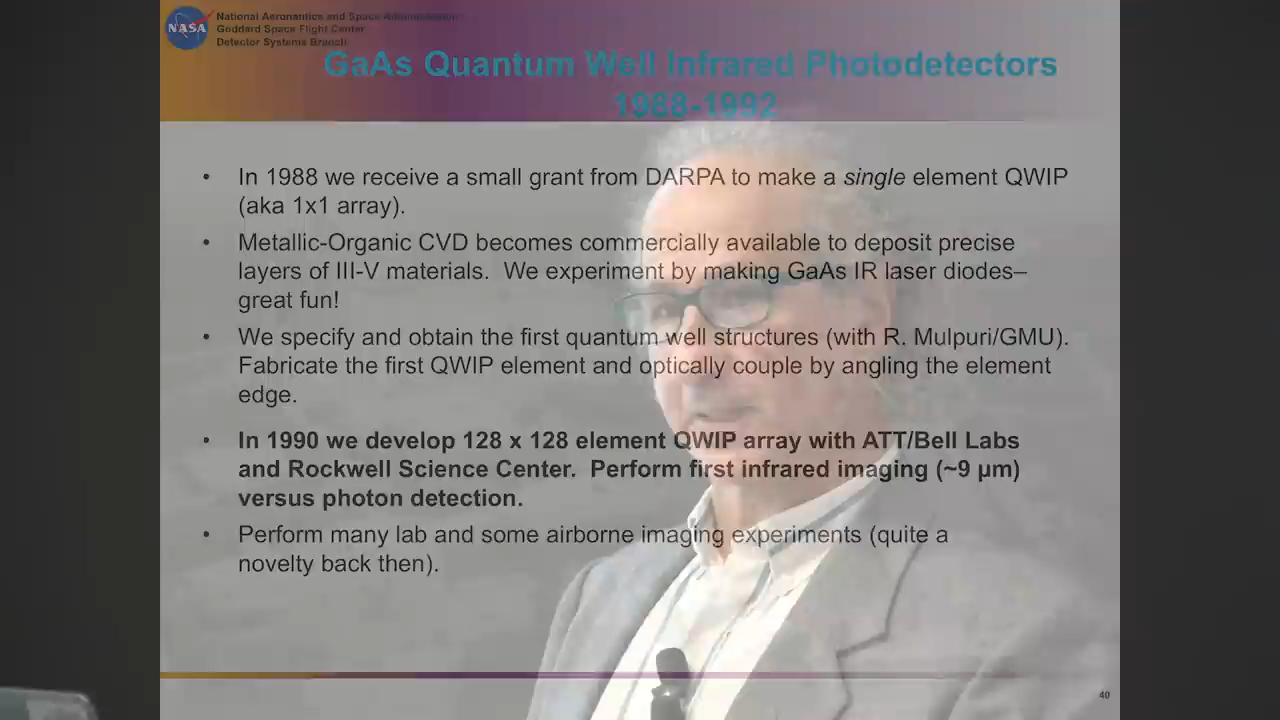 NASA
National Aeronautics and Space Administration
Goddard Space Flight Center
Detector Systems Branch
GaAs Quantum Well Infrared Photodetectors
1988-1992
• In 1988 we receive a small grant from DARPA to make a single element QWIP
(aka 1x1 array).
• Metallic-Organic CVD becomes commercially available to deposit precise
layers of III-V materials.  We experiment by making GaAs IR laser diodes–
great fun!
• We specify and obtain the first quantum well structures (with R. Mulpuri/GMU).
Fabricate the first QWIP element and optically couple by angling the element
edge.
• In 1990 we develop 128 x 128 element QWIP array with ATT/Bell Labs
and Rockwell Science Center.  Perform first infrared imaging (~9 µm)
versus photon detection.
• Perform many lab and some airborne imaging experiments (quite a
novelty back then).
40